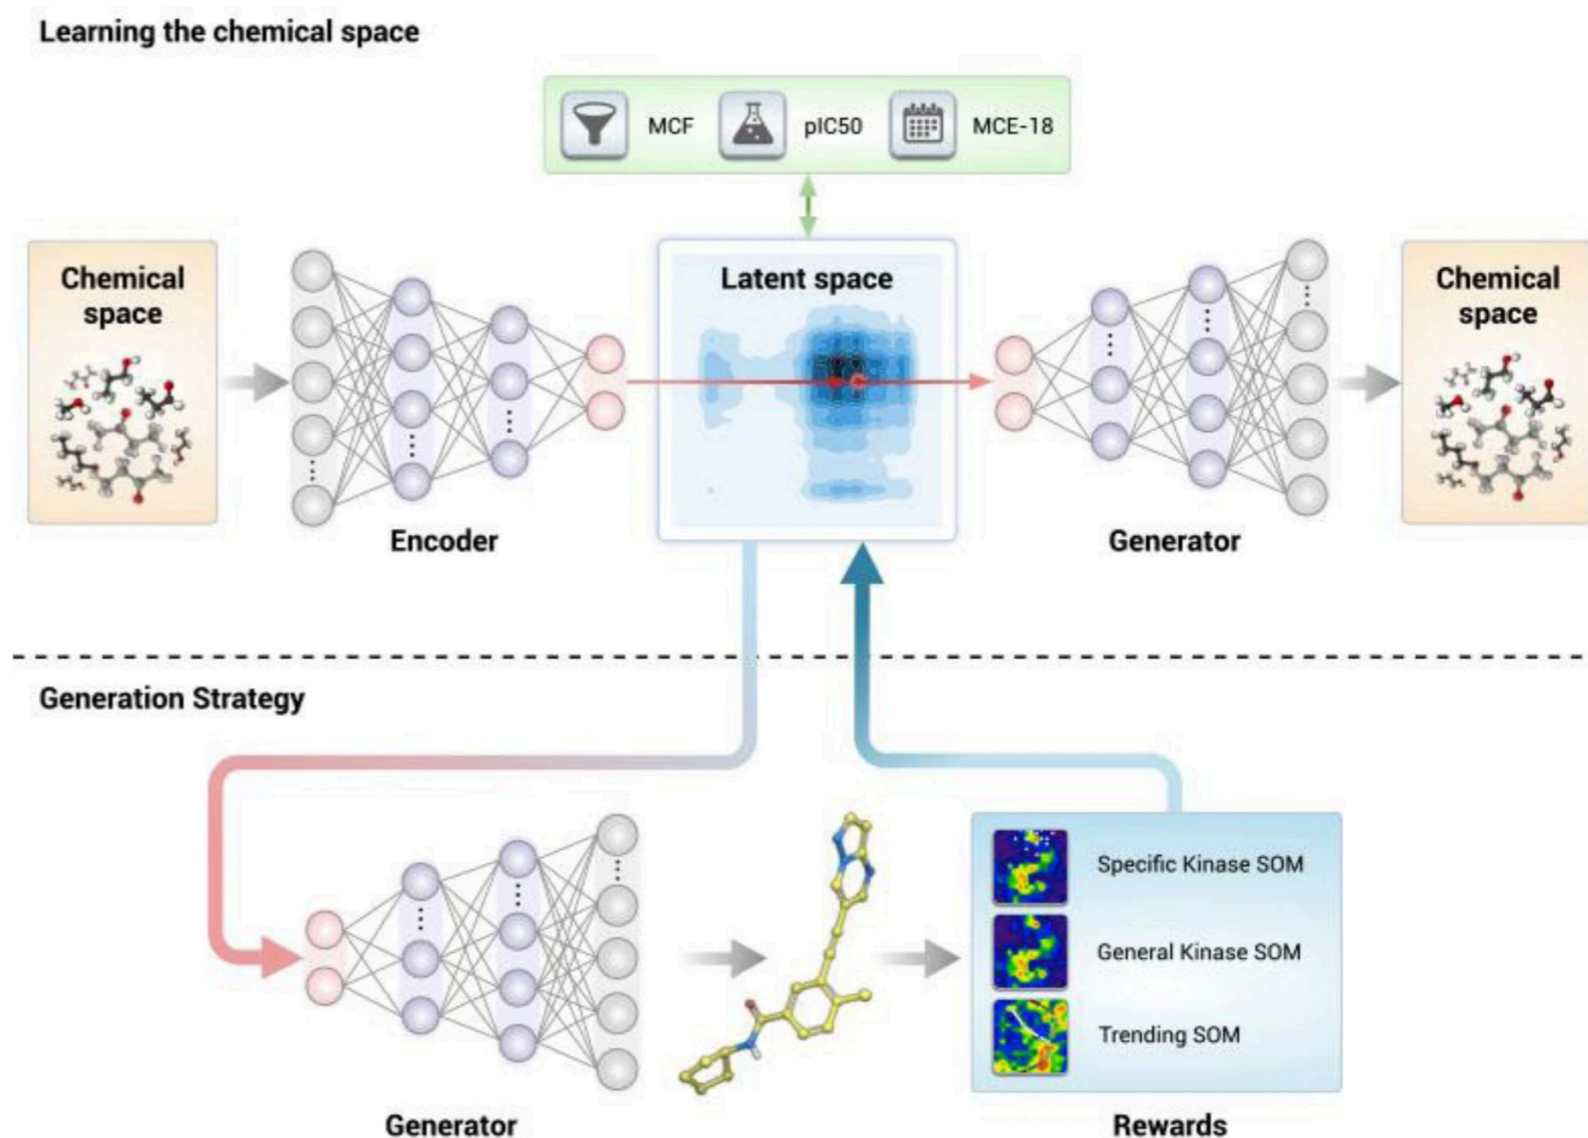 Learning the chemical space
MCF
pIC50
MCE-18
Chemical
space
Latent space
Chemical
space
Encoder
Generator
Generation Strategy
Specific Kinase SOM
General Kinase SOM
Trending SOM
Generator
Rewards